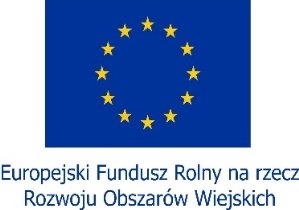 Europejski Fundusz Rolny na rzecz
Rozwoju Obszarów Wiejskich